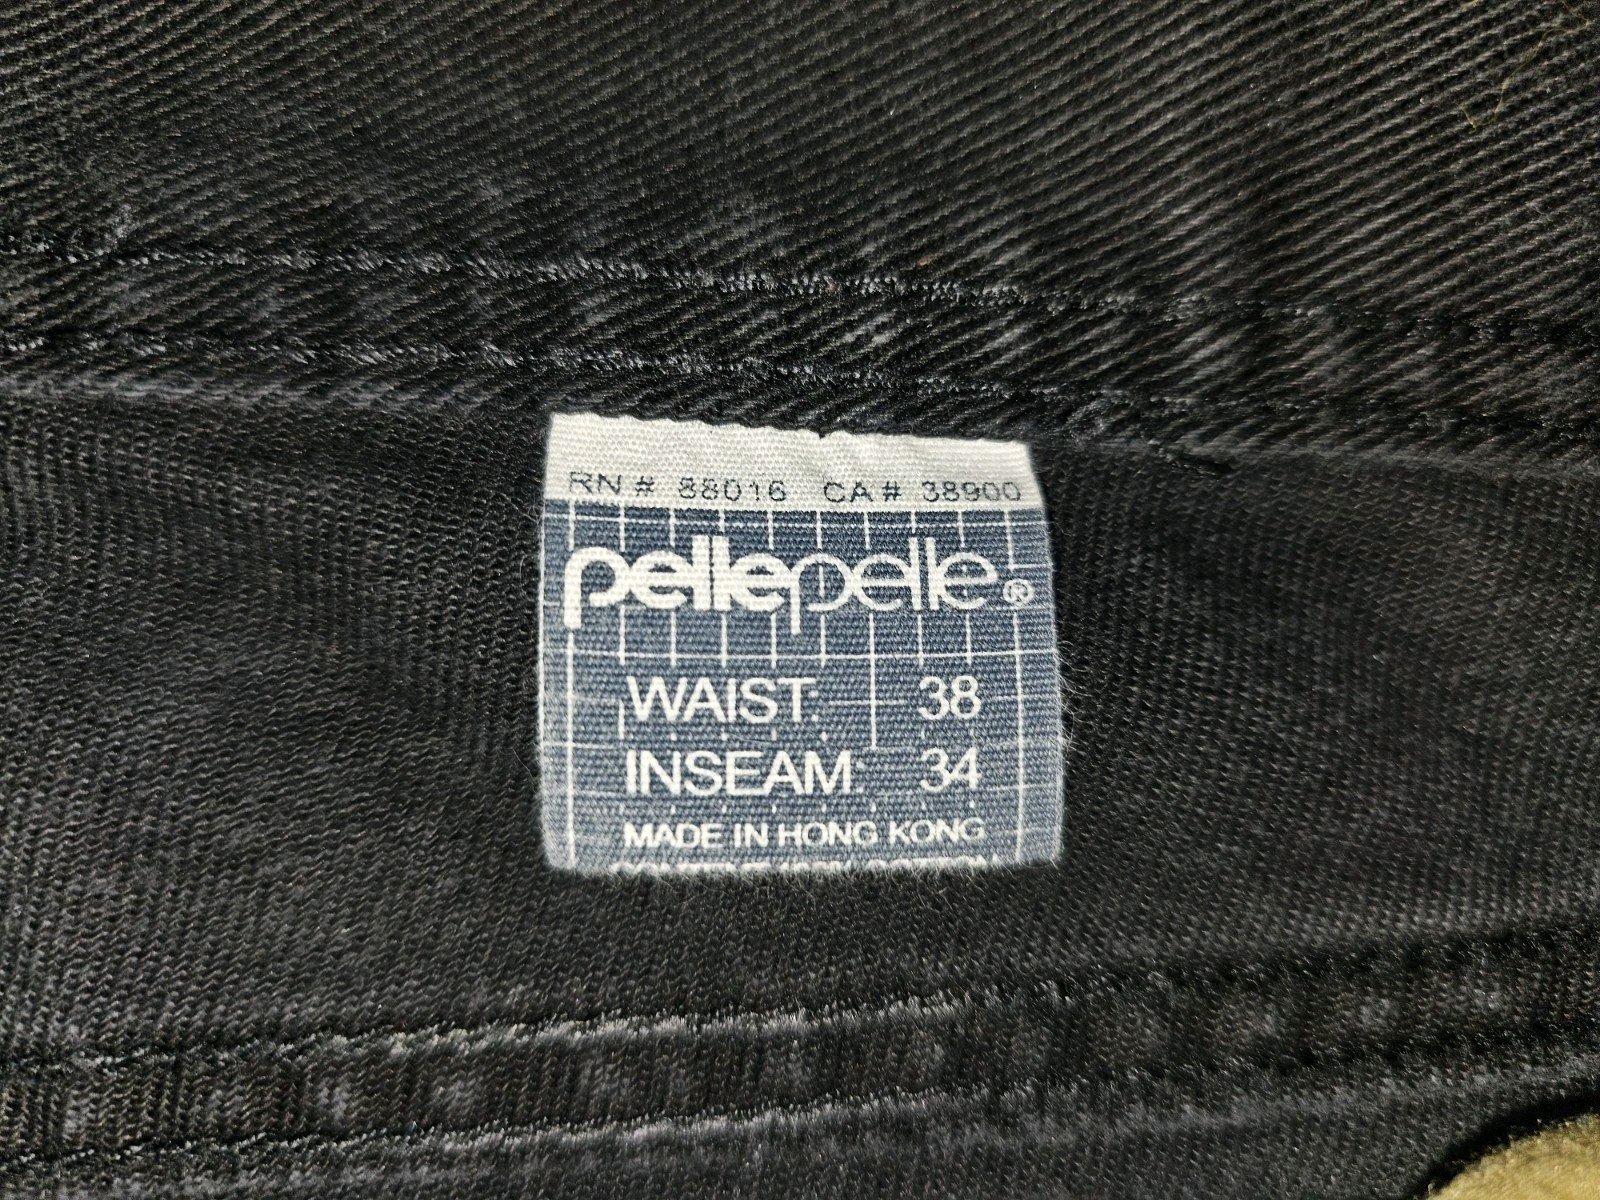 RN # 88016 CA # 38900
pellepelle®
WAIST: 38
INSEAM: 34
MADE IN HONG KONG